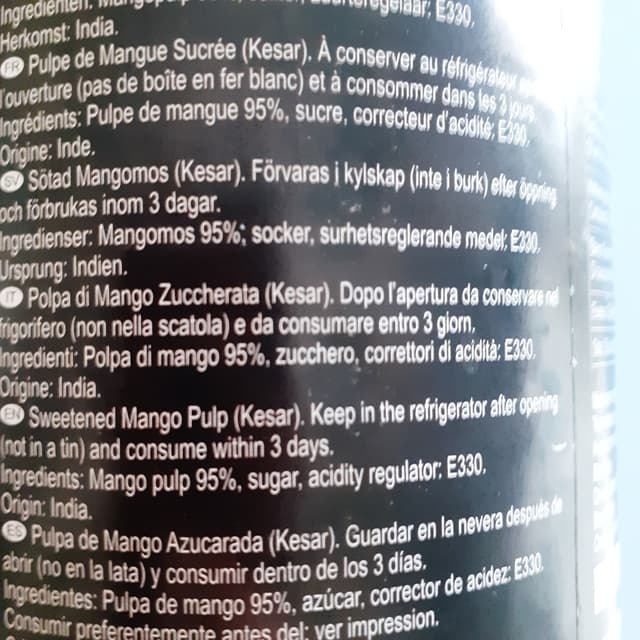 Ingrediënten: E330,
Herkomst: India.
FR Pulpe de Mangue Sucrée (Kesar). À conserver au réfrigérateur
l'ouverture (pas de boîte en fer blanc) et à consommer dans les 3 jours.
Ingrédients: Pulpe de mangue 95%, sucre, correcteur d'acidité: E330,
Origine: Inde.
SV Sötad Mangomos (Kesar). Förvaras i kylskap (inte i burk) efter öppning
och förbrukas inom 3 dagar.
Ingredienser: Mangomos 95%; socker, surhetsreglerande medel: E330,
Ursprung: Indien.
IT Polpa di Mango Zuccherata (Kesar). Dopo l'apertura da conservare nel
frigorifero (non nella scatola) e da consumare entro 3 giorn,
Ingredienti: Polpa di mango 95%, zucchero, correttori di acidità: E330,
Origine: India.
EN Sweetened Mango Pulp (Kesar). Keep in the refrigerator after opening
(not in a tin) and consume within 3 days.
Ingredients: Mango pulp 95%, sugar, acidity regulator: E330,
Origin: India.
ES Pulpa de Mango Azucarada (Kesar). Guardar en la nevera después de
abrir (no en la lata) y consumir dentro de los 3 días.
Ingredientes: Pulpa de mango 95%, azúcar, corrector de acidez: E330.
Consumir preferentemente antes del: ver impression.